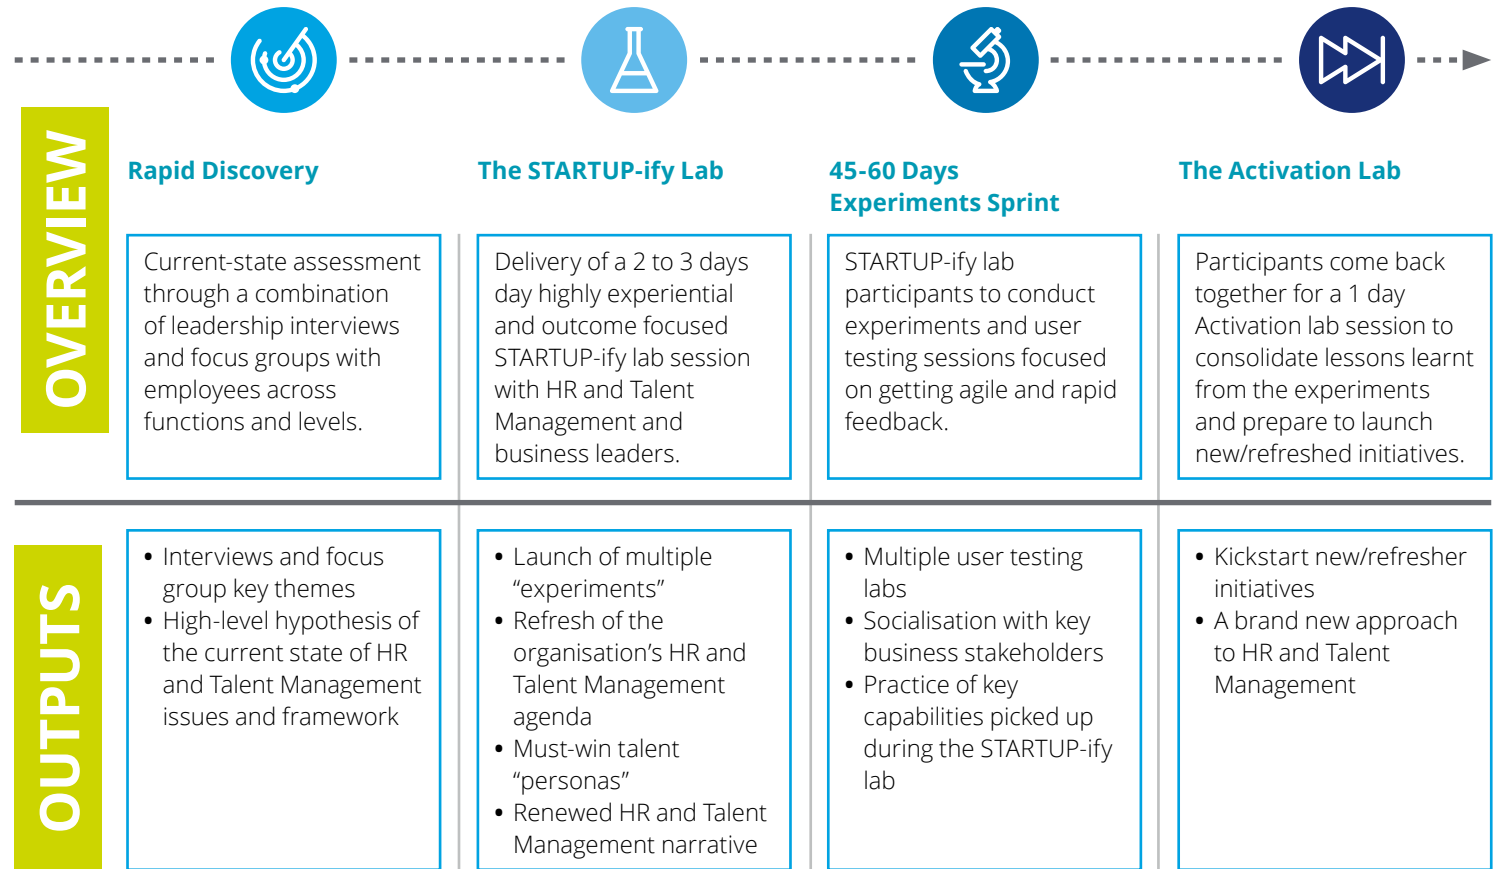 OVERVIEW
Rapid Discovery
Current-state assessment
through a combination
of leadership interviews
and focus groups with
employees across
functions and levels.
The STARTUP-ify Lab
Delivery of a 2 to 3 days
day highly experiential
and outcome focused
STARTUP-ify lab session
with HR and Talent
Management and
business leaders.
45-60 Days
Experiments Sprint
STARTUP-ify lab
participants to conduct
experiments and user
testing sessions focused
on getting agile and rapid
feedback.
The Activation Lab
Participants come back
together for a 1 day
Activation lab session to
consolidate lessons learnt
from the experiments
and prepare to launch
new/refreshed initiatives.
OUTPUTS
• Interviews and focus
group key themes
• High-level hypothesis of
the current state of HR
and Talent Management
issues and framework
• Launch of multiple
“experiments”
• Refresh of the
organisation’s HR and
Talent Management
agenda
• Must-win talent
“personas”
• Renewed HR and Talent
Management narrative
• Multiple user testing
labs
• Socialisation with key
business stakeholders
• Practice of key
capabilities picked up
during the STARTUP-ify
lab
• Kickstart new/refresher
initiatives
• A brand new approach
to HR and Talent
Management